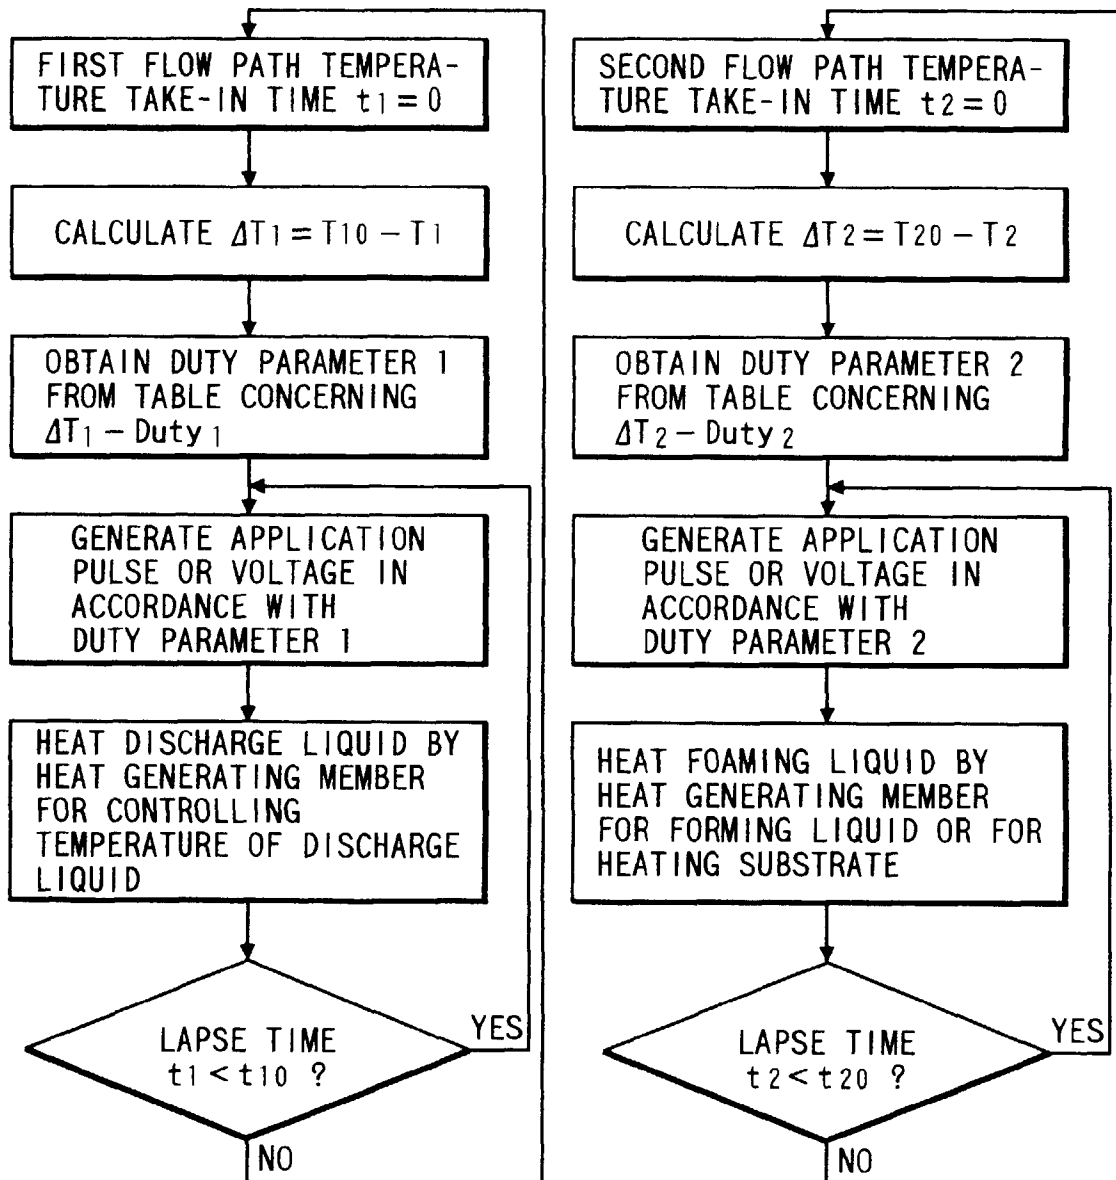 FIRST FLOW PATH TEMPERA-
TURE TAKE-IN TIME t1=0
CALCULATE ΔT1=T10-T1
OBTAIN DUTY PARAMETER 1
FROM TABLE CONCERNING
ΔT1-Duty1
GENERATE APPLICATION
PULSE OR VOLTAGE IN
ACCORDANCE WITH
DUTY PARAMETER 1
HEAT DISCHARGE LIQUID BY
HEAT GENERATING MEMBER
FOR CONTROLLING
TEMPERATURE OF DISCHARGE
LIQUID
LAPSE TIME
t1<t10 ?
YES
NO
SECOND FLOW PATH TEMPERA-
TURE TAKE-IN TIME t2=0
CALCULATE ΔT2=T20-T2
OBTAIN DUTY PARAMETER 2
FROM TABLE CONCERNING
ΔT2-Duty2
GENERATE APPLICATION
PULSE OR VOLTAGE IN
ACCORDANCE WITH
DUTY PARAMETER 2
HEAT FOAMING LIQUID BY
HEAT GENERATING MEMBER
FOR FORMING LIQUID OR FOR
HEATING SUBSTRATE
LAPSE TIME
t2<t20 ?
YES
NO